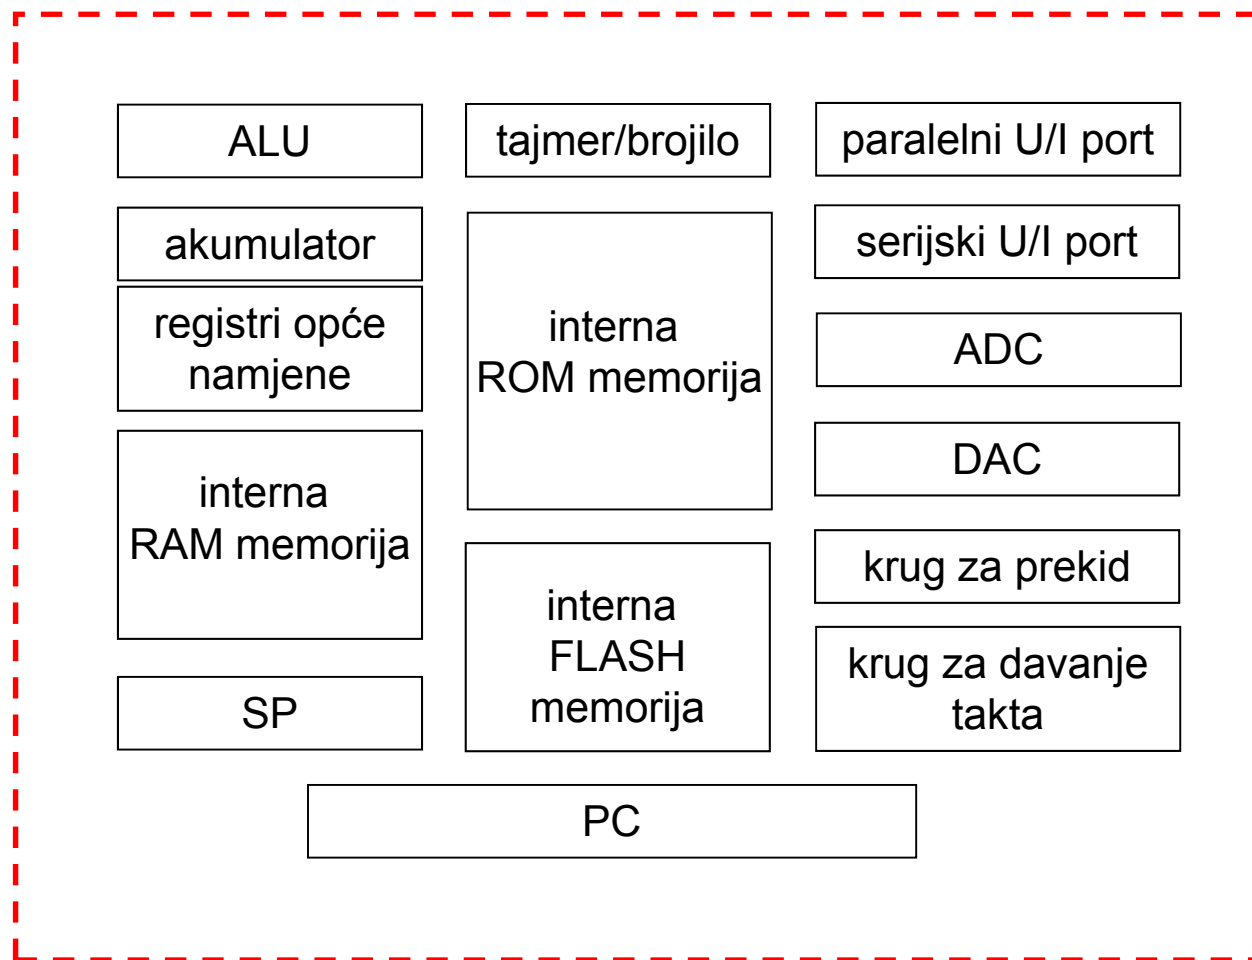 ALU
akumulator
registri opće
namjene
interna
RAM memorija
SP
tajmer/brojilo
interna
ROM memorija
interna
FLASH
memorija
paralelni U/I port
serijski U/I port
ADC
DAC
krug za prekid
krug za davanje
takta
PC